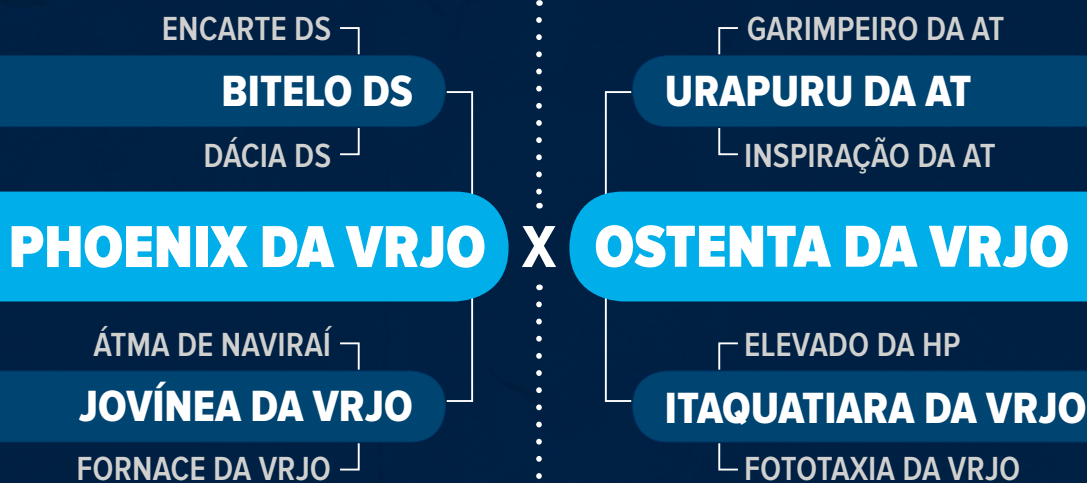 ENCARTE DS
BITELO DS
DÁCIA DS
GARIMPEIRO DA AT
URAPURU DA AT
INSPIRAÇÃO DA AT
PHOENIX DA VRJO X OSTENTA DA VRJO
ÁTMA DE NAVIRAÍ
JOVÍNEA DA VRJO
FORNACE DA VRJO
ELEVADO DA HP
ITAQUATIARA DA VRJO
FOTOTAXIA DA VRJO